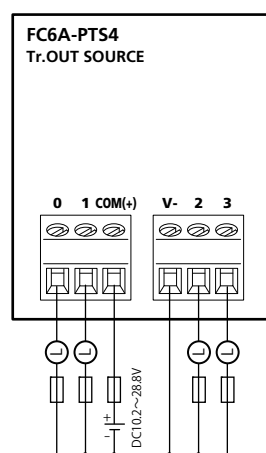 FC6A-PTS4
Tr.OUT SOURCE
0 1 COM(+) V- 2 3
L L L L
+
-
DC10.2～28.8V